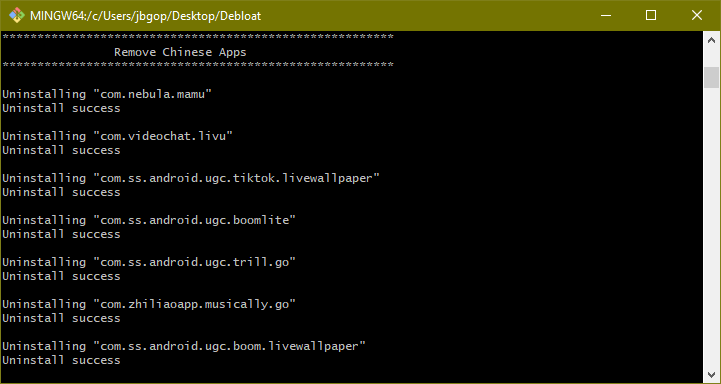 MINGW64:/c/Users/jbgop/Desktop/Debloat
********************************************************
Remove Chinese Apps
********************************************************
Uninstalling "com.nebula.mamu"
Uninstall success
Uninstalling "com.videochat.livu"
Uninstall success
Uninstalling "com.ss.android.ugc.tiktok.livewallpaper"
Uninstall success
Uninstalling "com.ss.android.ugc.boomlite"
Uninstall success
Uninstalling "com.ss.android.ugc.trill.go"
Uninstall success
Uninstalling "com.zhiliaoapp.musically.go"
Uninstall success
Uninstalling "com.ss.android.ugc.boom.livewallpaper"
Uninstall success